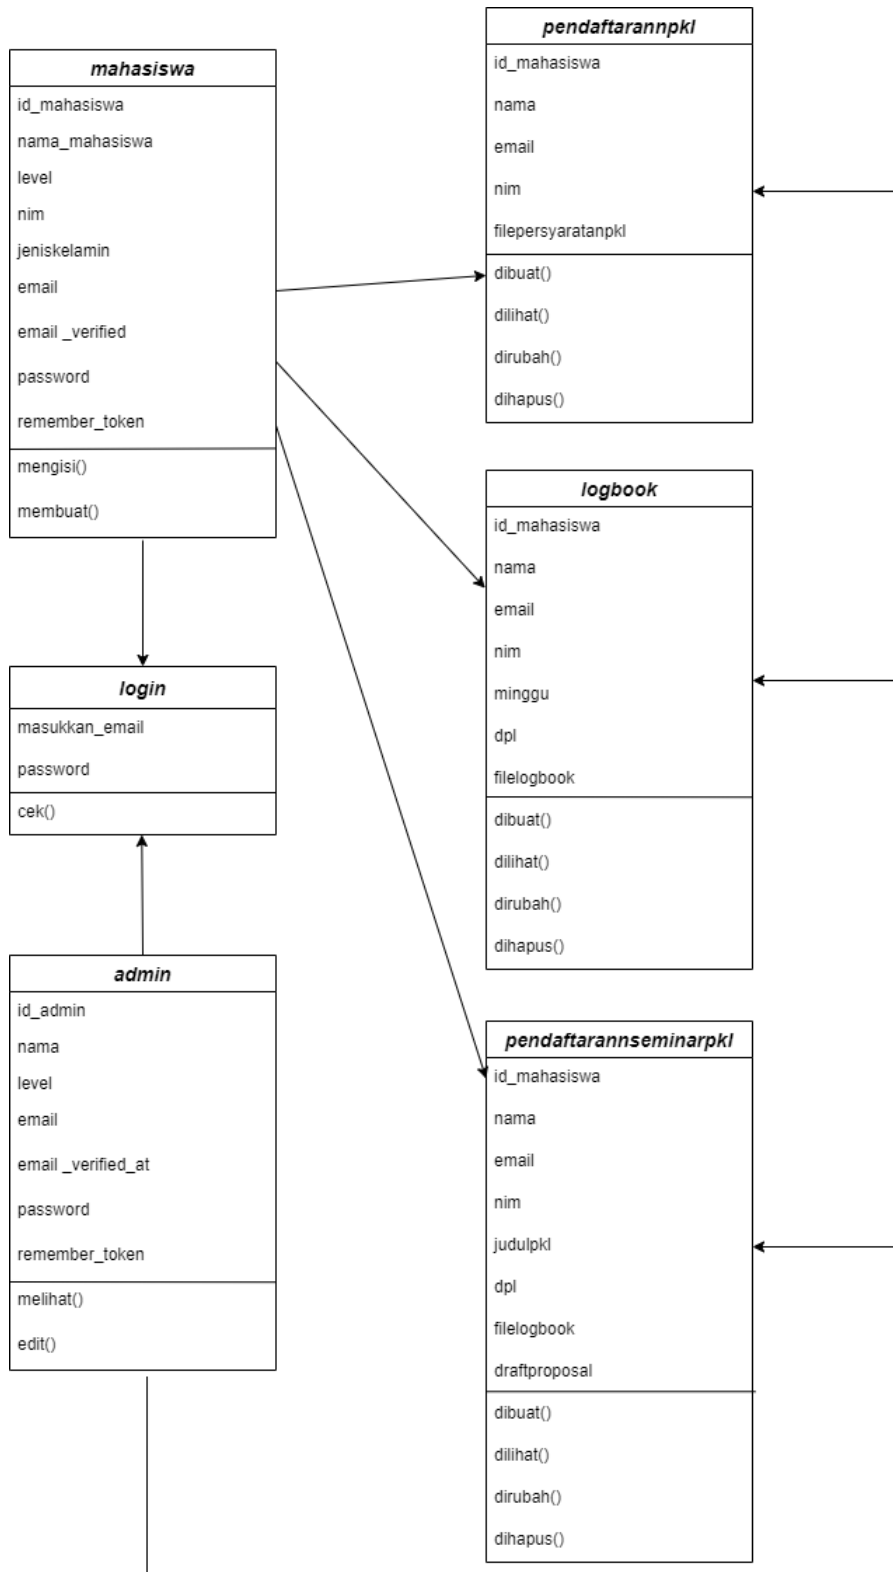 mahasiswa
id_mahasiswa
nama_mahasiswa
level
nim
jeniskelamin
email
email _verified
password
remember_token
mengisi()
membuat()
login
masukkan_email
password
cek()
admin
id_admin
nama
level
email
email _verified_at
password
remember_token
melihat()
edit()
pendaftarannpkl
id_mahasiswa
nama
email
nim
filepersyaratanpkl
dibuat()
dilihat()
dirubah()
dihapus()
logbook
id_mahasiswa
nama
email
nim
minggu
dpl
filelogbook
dibuat()
dilihat()
dirubah()
dihapus()
pendaftarannseminarpkl
id_mahasiswa
nama
email
nim
judulpkl
dpl
filelogbook
draftproposal
dibuat()
dilihat()
dirubah()
dihapus()